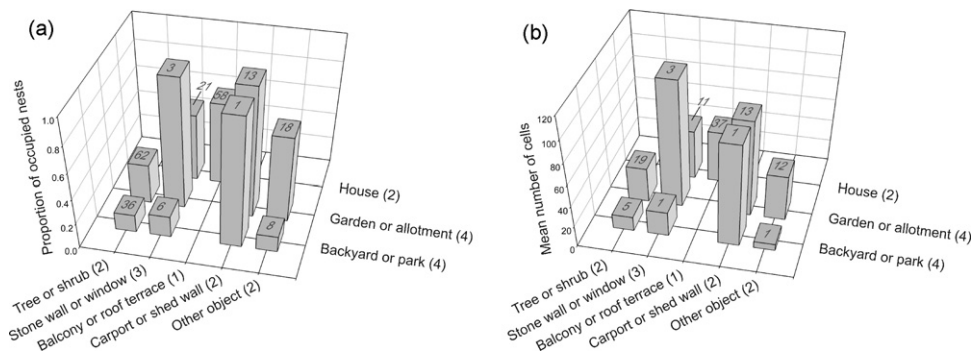 (a)
Proportion of occupied nests
1.0
0.8
0.6
0.4
0.2
0.0
3
21
58
13
1
18
62
36
6
8
House (2)
Garden or allotment (4)
Backyard or park (4)
Tree or shrub (2)
Stone wall or window (3)
Balcony or roof terrace (1)
Carport or shed wall (2)
Other object (2)
(b)
Mean number of cells
120
100
80
60
40
20
0
3
11
37
13
1
12
19
5
1
1
House (2)
Garden or allotment (4)
Backyard or park (4)
Tree or shrub (2)
Stone wall or window (3)
Balcony or roof terrace (1)
Carport or shed wall (2)
Other object (2)